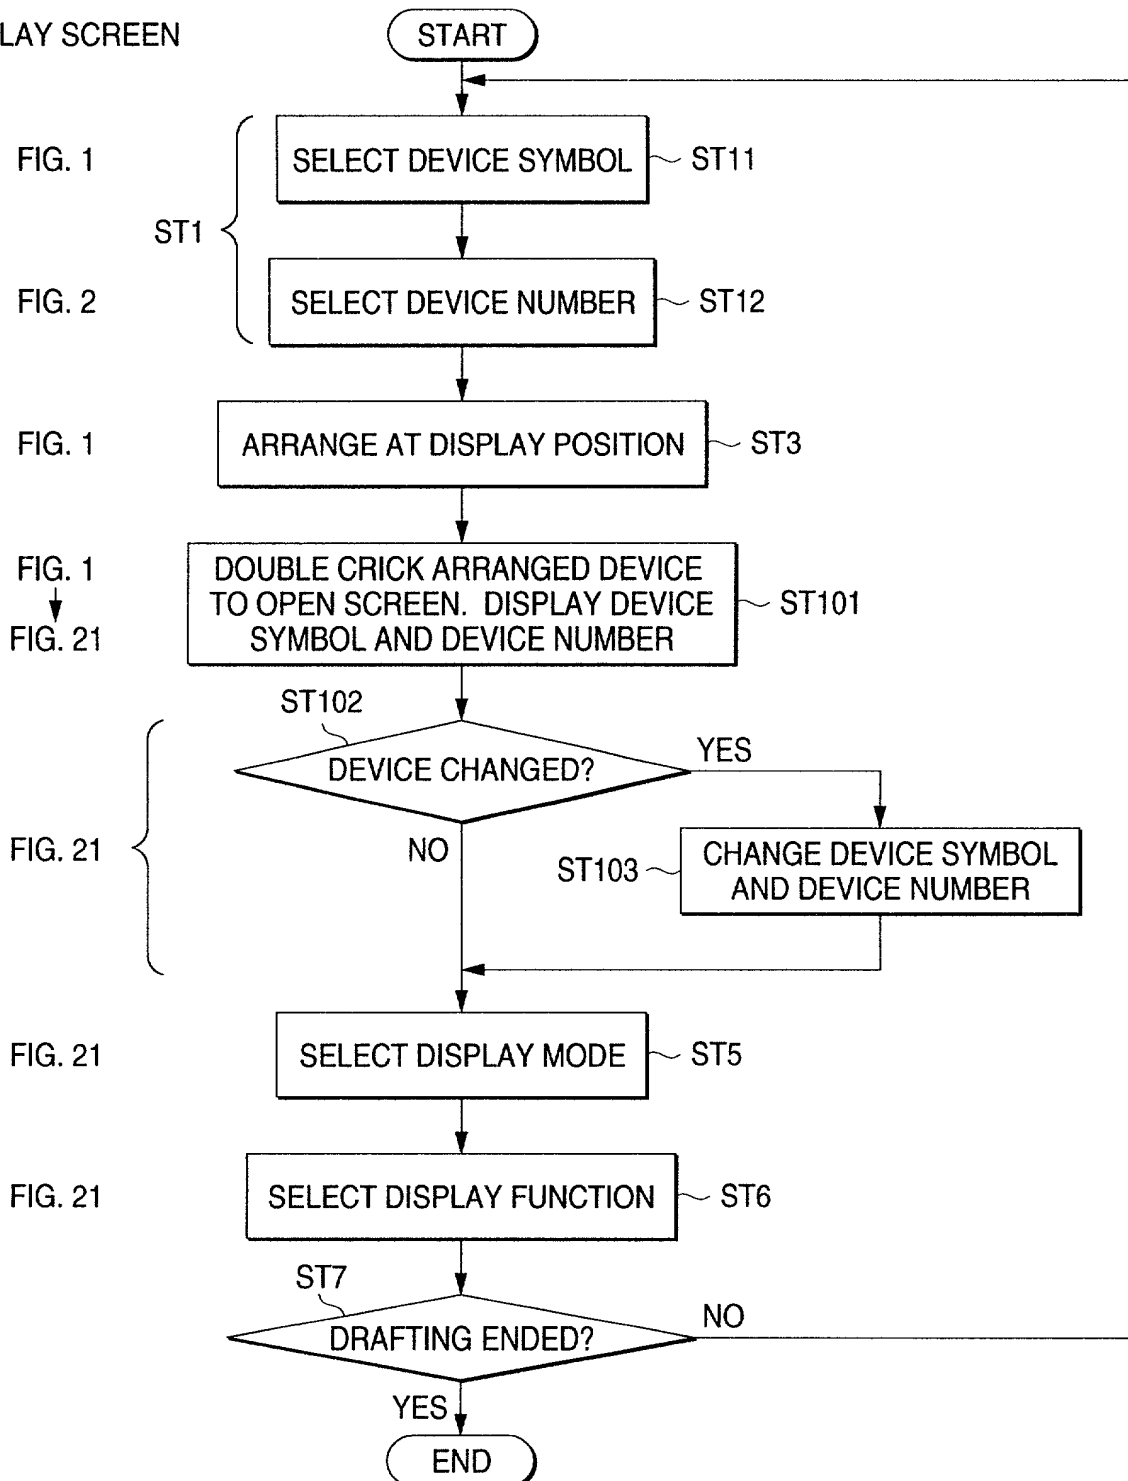 LAY SCREEN
START
FIG. 1
SELECT DEVICE SYMBOL
ST11
ST1
FIG. 2
SELECT DEVICE NUMBER
ST12
FIG. 1
ARRANGE AT DISPLAY POSITION
ST3
FIG. 1
FIG. 21
DOUBLE CRICK ARRANGED DEVICE
TO OPEN SCREEN. DISPLAY DEVICE
SYMBOL AND DEVICE NUMBER
ST101
ST102
DEVICE CHANGED?
YES
NO
FIG. 21
ST103
CHANGE DEVICE SYMBOL
AND DEVICE NUMBER
FIG. 21
SELECT DISPLAY MODE
ST5
FIG. 21
SELECT DISPLAY FUNCTION
ST6
ST7
DRAFTING ENDED?
NO
YES
END